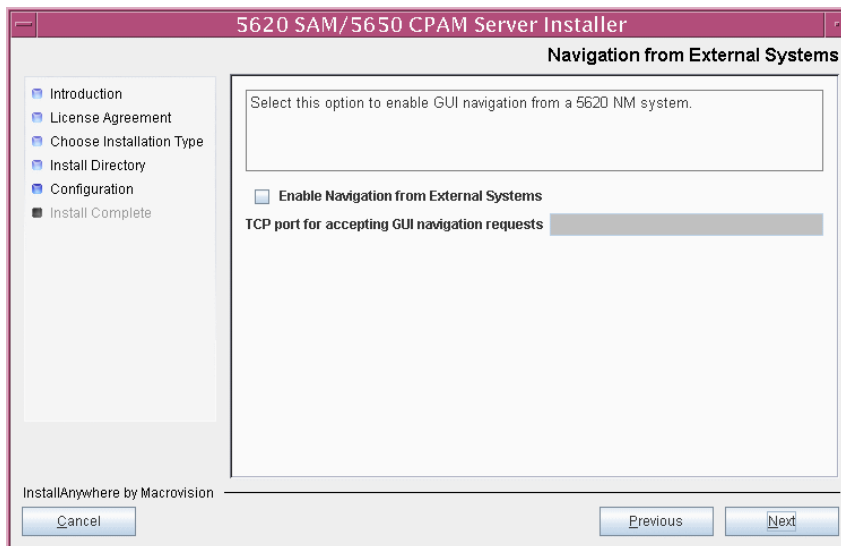 5620 SAM/5650 CPAM Server Installer
Navigation from External Systems
Introduction
License Agreement
Choose Installation Type
Install Directory
Configuration
Install Complete
Select this option to enable GUI navigation from a 5620 NM system.
Enable Navigation from External Systems
TCP port for accepting GUI navigation requests
InstallAnywhere by Macrovision
Cancel
Previous
Next